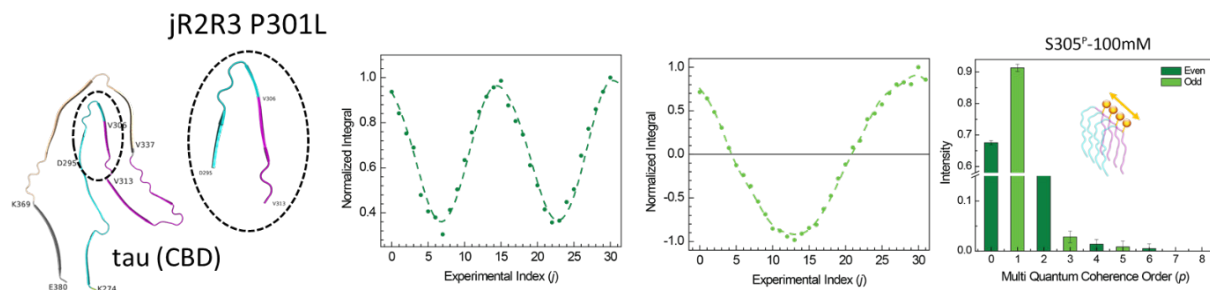 jR2R3 P301L
V306
D295
V313
V306
V337
D295
V313
K369
tau (CBD)
E380
K274
Normalized Integral
1.0
0.8
0.6
0.4
0 5 10 15 20 25 30
Experimental Index (j)
Normalized Integral
1.0
0.5
0.0
-0.5
-1.0
0 5 10 15 20 25 30
Experimental Index (j)
S305ᴾ-100mM
Even
Odd
Intensity
0.9
0.8
0.7
0.6
0.1
0.0
0 1 2 3 4 5 6 7 8
Multi Quantum Coherence Order (p)